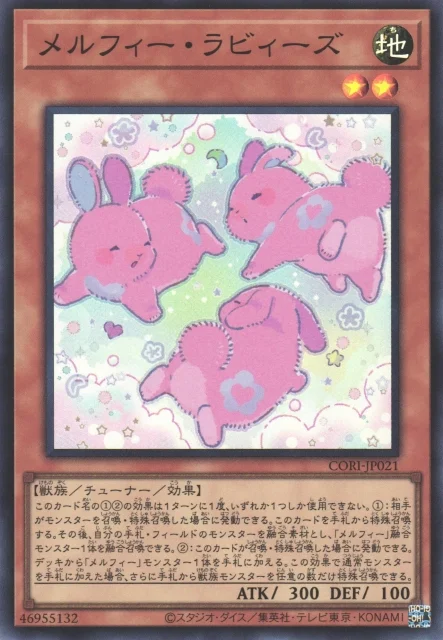 メルフィー・ラビィーズ
地
CORI-JP021
【獣族/チューナー/効果】
このカード名の①②の効果は1ターンに1度、いずれか1つしか使用できない。①:相手
がモンスターを召喚・特殊召喚した場合に発動できる。このカードを手札から特殊召喚
する。その後、自分の手札・フィールドのモンスターを融合素材とし、「メルフィー」融合
モンスター1体を融合召喚できる。②:このカードが召喚・特殊召喚した場合に発動できる。
デッキから「メルフィー」モンスター1体を手札に加える。この効果で通常モンスター
を手札に加えた場合、さらに手札から獣族モンスターを任意の数だけ特殊召喚できる。
ATK/ 300 DEF/ 100
46955132
©スタジオ・ダイス/集英社・テレビ東京・KONAMI